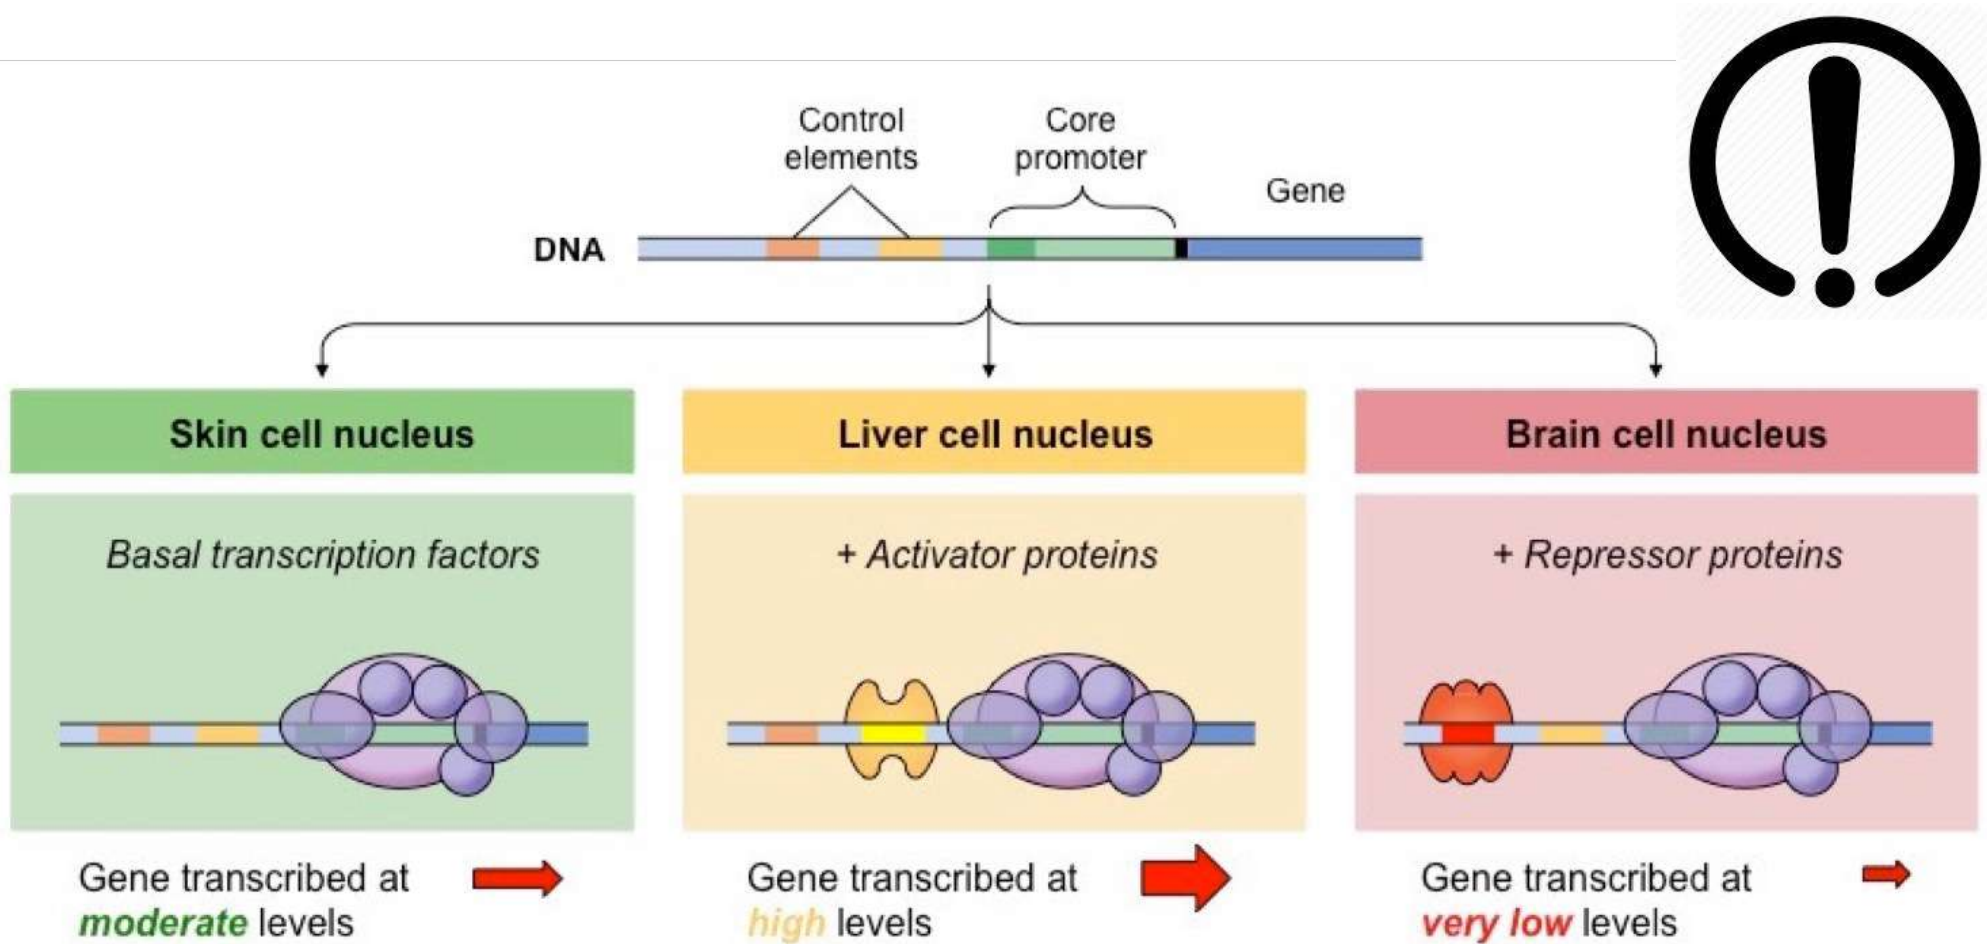 Control
elements
Core
promoter
Gene
DNA
Skin cell nucleus
Basal transcription factors
Gene transcribed at
moderate levels
Liver cell nucleus
+ Activator proteins
Gene transcribed at
high levels
Brain cell nucleus
+ Repressor proteins
Gene transcribed at
very low levels